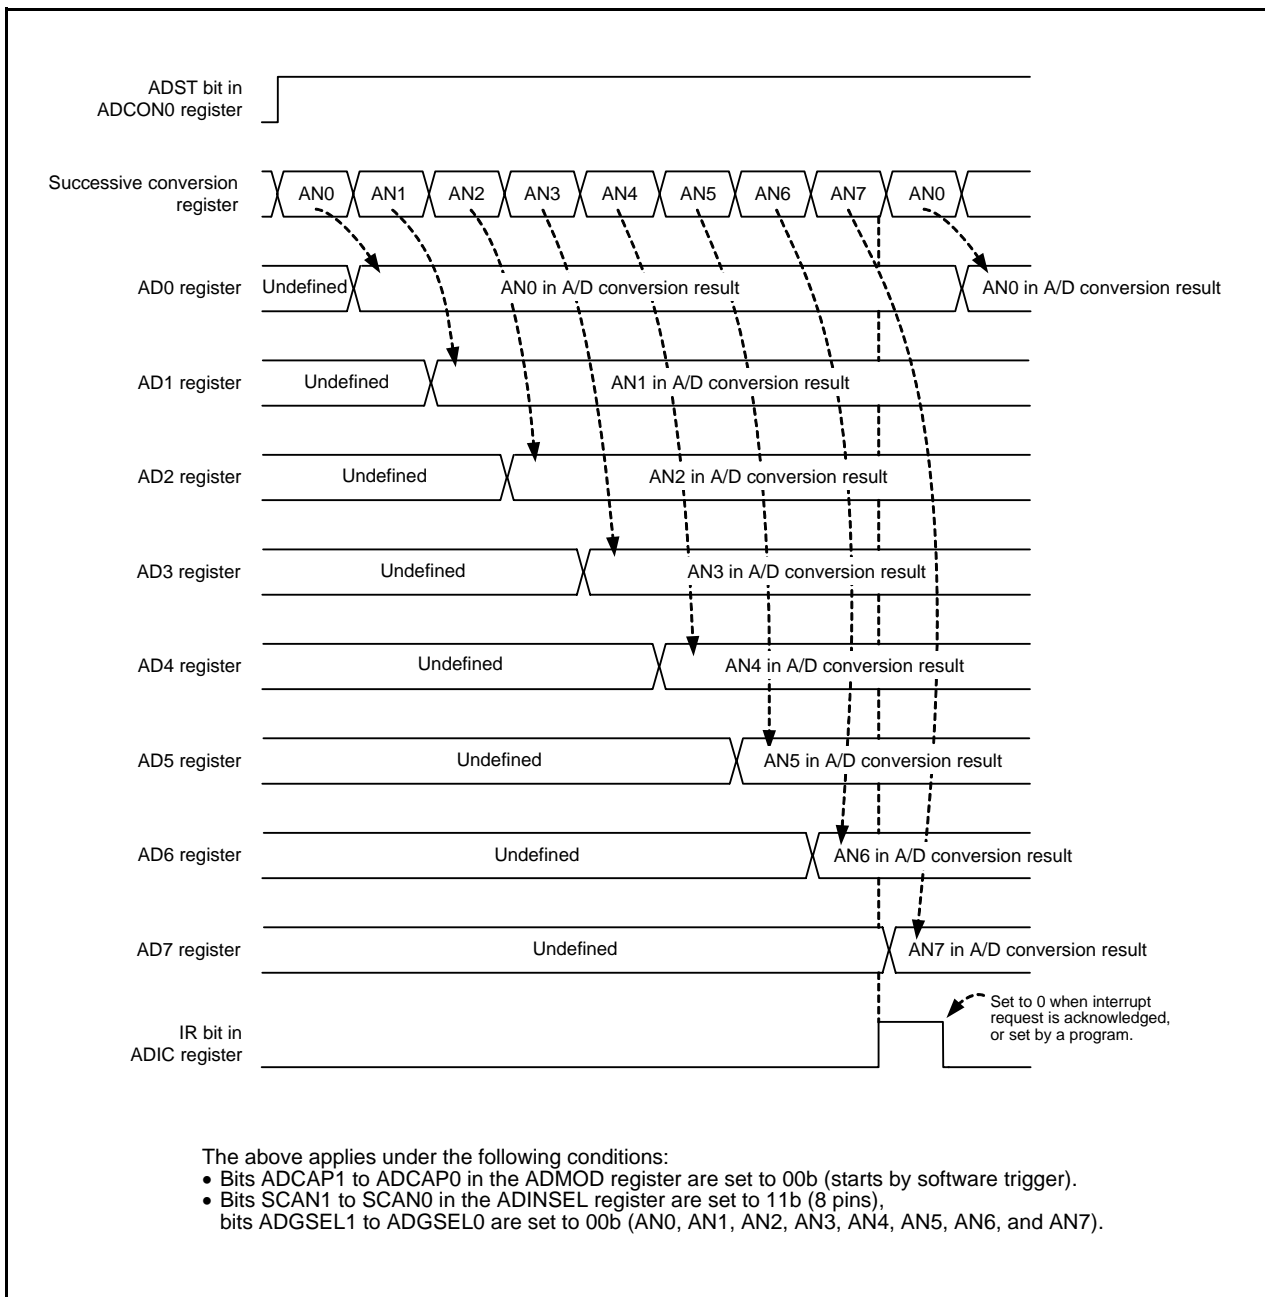 ADST bit in
ADCON0 register
Successive conversion
register
AN0 AN1 AN2 AN3 AN4 AN5 AN6 AN7 AN0
AD0 register
Undefined
AN0 in A/D conversion result
AN0 in A/D conversion result
AD1 register
Undefined
AN1 in A/D conversion result
AD2 register
Undefined
AN2 in A/D conversion result
AD3 register
Undefined
AN3 in A/D conversion result
AD4 register
Undefined
AN4 in A/D conversion result
AD5 register
Undefined
AN5 in A/D conversion result
AD6 register
Undefined
AN6 in A/D conversion result
AD7 register
Undefined
AN7 in A/D conversion result
IR bit in
ADIC register
Set to 0 when interrupt
request is acknowledged,
or set by a program.
The above applies under the following conditions:
• Bits ADCAP1 to ADCAP0 in the ADMOD register are set to 00b (starts by software trigger).
• Bits SCAN1 to SCAN0 in the ADINSEL register are set to 11b (8 pins),
bits ADGSEL1 to ADGSEL0 are set to 00b (AN0, AN1, AN2, AN3, AN4, AN5, AN6, and AN7).